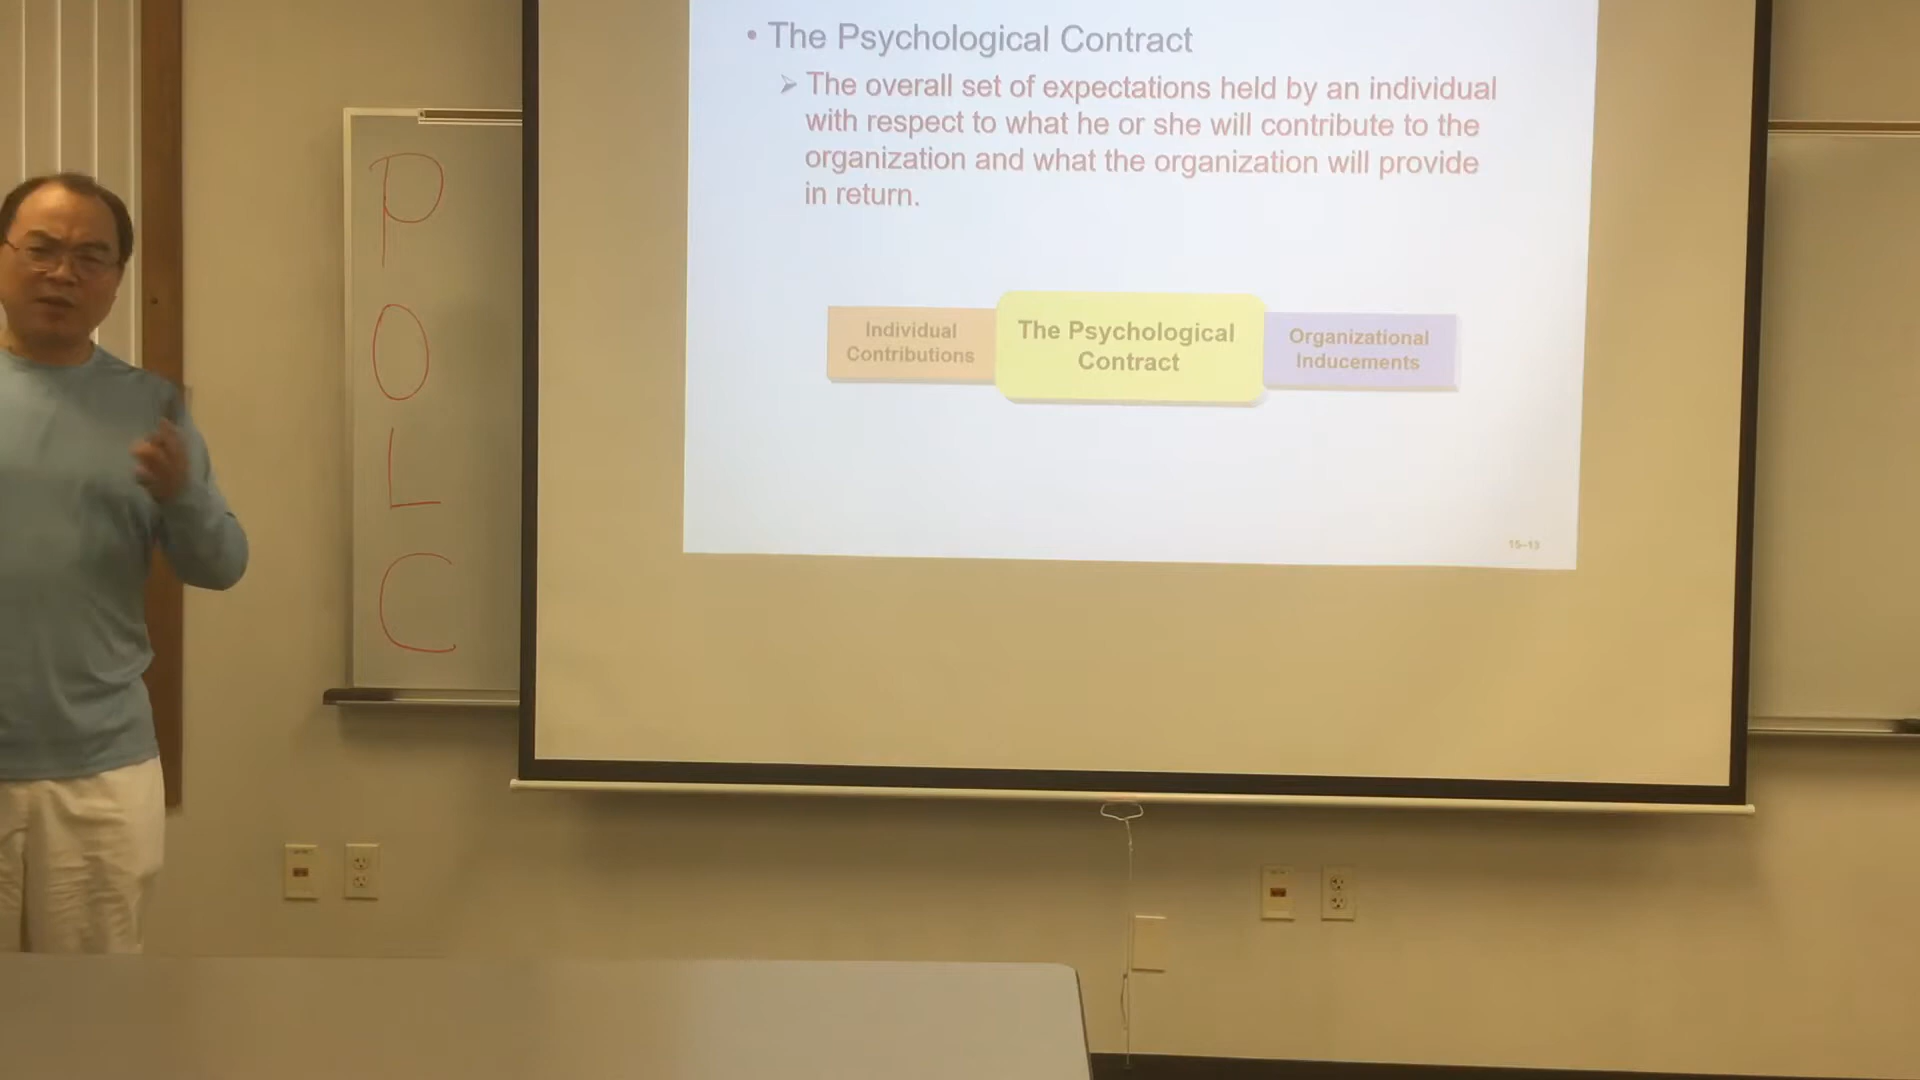 • The Psychological Contract
➢ The overall set of expectations held by an individual
with respect to what he or she will contribute to the
organization and what the organization will provide
in return.
Individual
Contributions
The Psychological
Contract
Organizational
Inducements
15–13
P
O
L
C